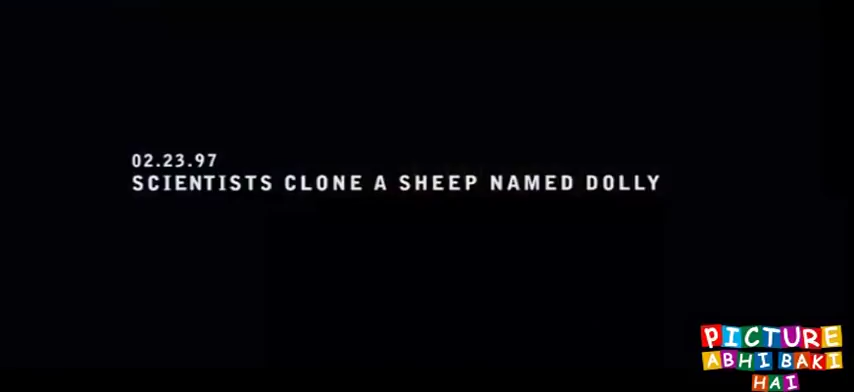 02.23.97
SCIENTISTS CLONE A SHEEP NAMED DOLLY
PICTURE
ABHI BAKI
HAI